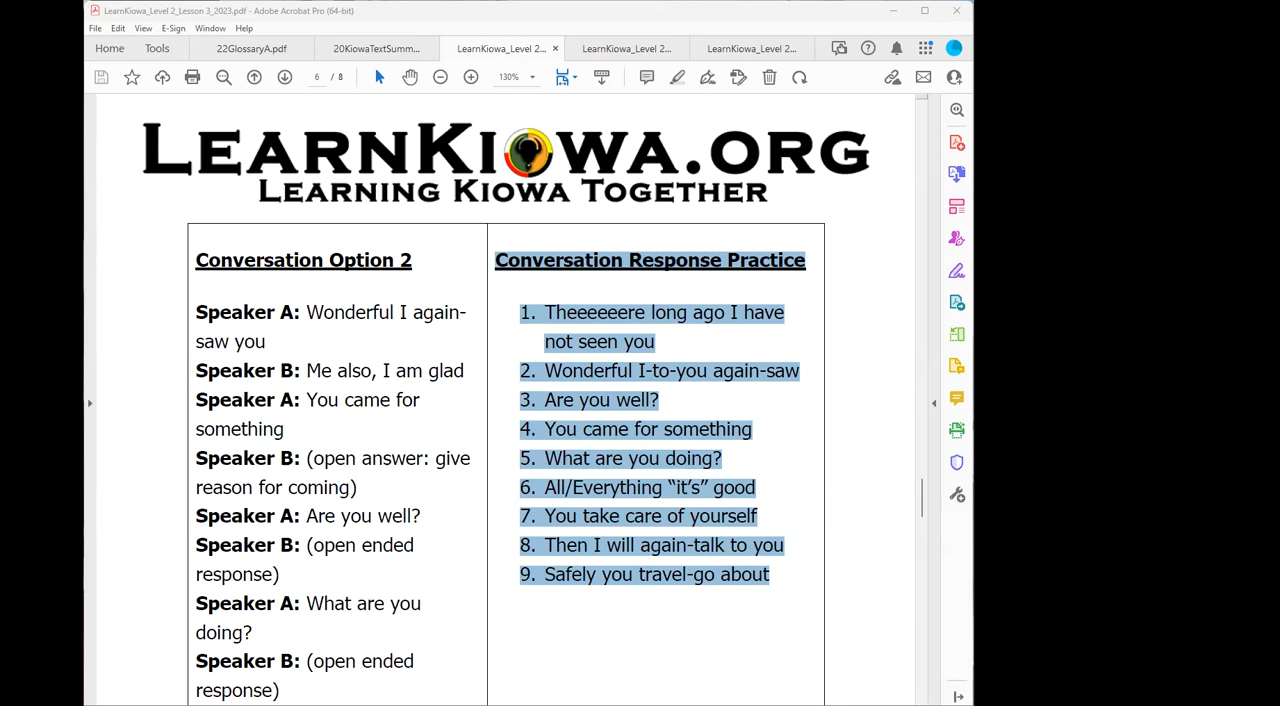 LearnKiowa_Level 2_Lesson 3_2023.pdf - Adobe Acrobat Pro (64-bit)
File Edit View E-Sign Window Help
Home Tools 22GlossaryA.pdf 20KiowaTextSumm... LearnKiowa_Level 2... × LearnKiowa_Level 2... LearnKiowa_Level 2...
6 / 8 130%
LEARNKIOWA.ORG
LEARNING KIOWA TOGETHER
Conversation Option 2
Speaker A: Wonderful I again-
saw you
Speaker B: Me also, I am glad
Speaker A: You came for
something
Speaker B: (open answer: give
reason for coming)
Speaker A: Are you well?
Speaker B: (open ended
response)
Speaker A: What are you
doing?
Speaker B: (open ended
response)
Conversation Response Practice
1. Theeeeeere long ago I have
not seen you
2. Wonderful I-to-you again-saw
3. Are you well?
4. You came for something
5. What are you doing?
6. All/Everything “it’s” good
7. You take care of yourself
8. Then I will again-talk to you
9. Safely you travel-go about